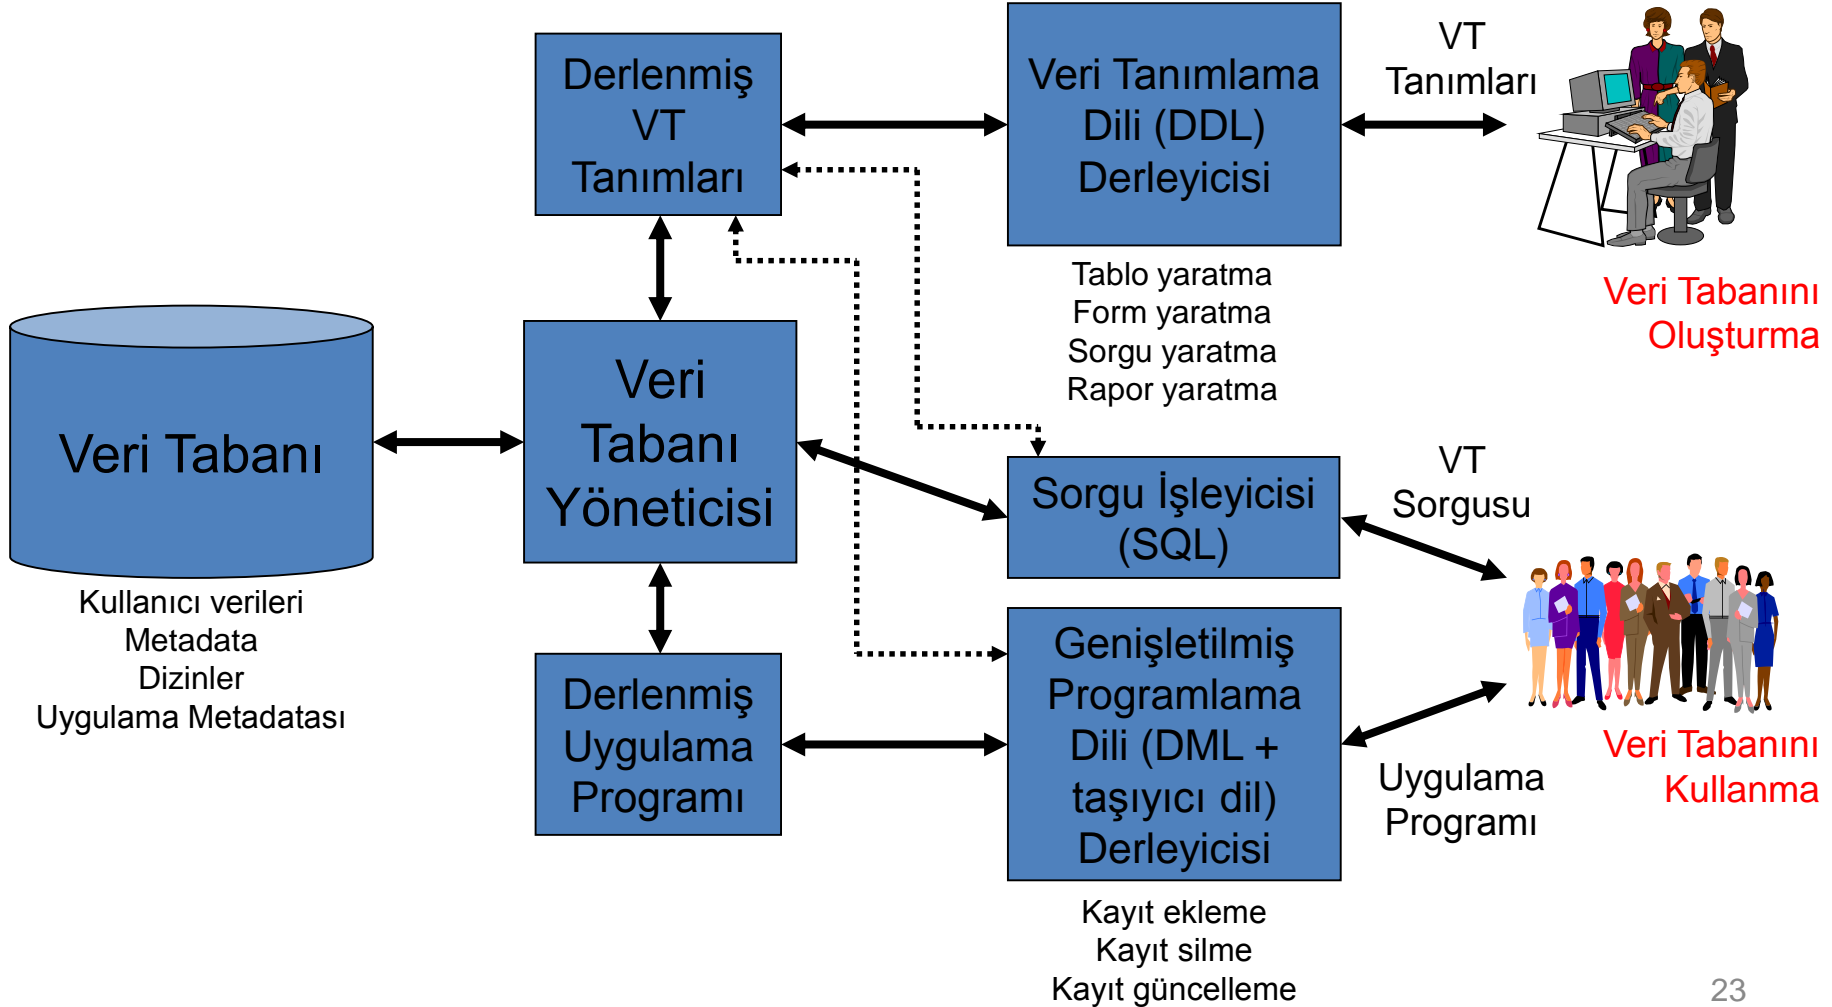 Derlenmiş
VT
Tanımları
Veri Tanımlama
Dili (DDL)
Derleyicisi
VT
Tanımları
Tablo yaratma
Form yaratma
Sorgu yaratma
Rapor yaratma
Veri Tabanını
Oluşturma
Veri Tabanı
Kullanıcı verileri
Metadata
Dizinler
Uygulama Metadatası
Veri
Tabanı
Yöneticisi
Sorgu İşleyicisi
(SQL)
VT
Sorgusu
Derlenmiş
Uygulama
Programı
Genişletilmiş
Programlama
Dili (DML +
taşıyıcı dil)
Derleyicisi
Uygulama
Programı
Veri Tabanını
Kullanma
Kayıt ekleme
Kayıt silme
Kayıt güncelleme
23